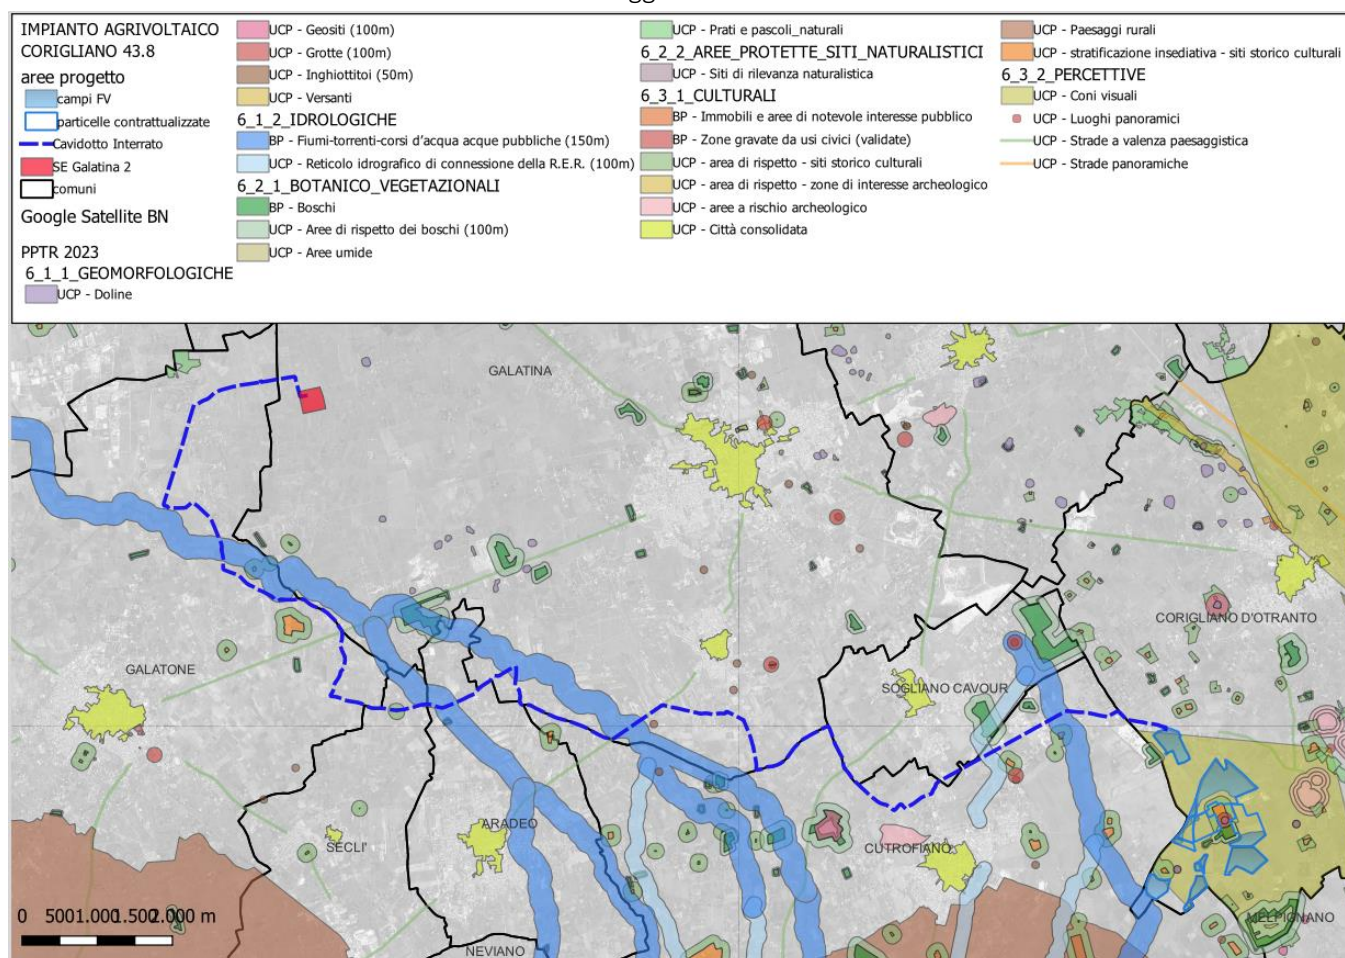 IMPIANTO AGRIVOLTAICO
CORIGLIANO 43.8
aree progetto
campi FV
particelle contrattualizzate
Cavidotto Interrato
SE Galatina 2
comuni
Google Satellite BN
PPTR 2023
6_1_1_GEOMORFOLOGICHE
UCP - Doline
UCP - Geositi (100m)
UCP - Grotte (100m)
UCP - Inghiottitoi (50m)
UCP - Versanti
6_1_2_IDROLOGICHE
BP - Fiumi-torrenti-corsi d'acqua acque pubbliche (150m)
UCP - Reticolo idrografico di connessione della R.E.R. (100m)
6_2_1_BOTANICO_VEGETAZIONALI
BP - Boschi
UCP - Aree di rispetto dei boschi (100m)
UCP - Aree umide
UCP - Prati e pascoli_naturali
6_2_2_AREE_PROTETTE_SITI_NATURALISTICI
UCP - Siti di rilevanza naturalistica
6_3_1_CULTURALI
BP - Immobili e aree di notevole interesse pubblico
BP - Zone gravate da usi civici (validate)
UCP - area di rispetto - siti storico culturali
UCP - area di rispetto - zone di interesse archeologico
UCP - aree a rischio archeologico
UCP - Città consolidata
UCP - Paesaggi rurali
UCP - stratificazione insediativa - siti storico culturali
6_3_2_PERCETTIVE
UCP - Coni visuali
UCP - Luoghi panoramici
UCP - Strade a valenza paesaggistica
UCP - Strade panoramiche
GALATINA
CORIGLIANO D'OTRANTO
GALATONE
SOGLIANO CAVOUR
ARADEO
SECLI'
CUTROFIANO
MELPIGNANO
NEVIANO
0 5001.0001.5002.000 m